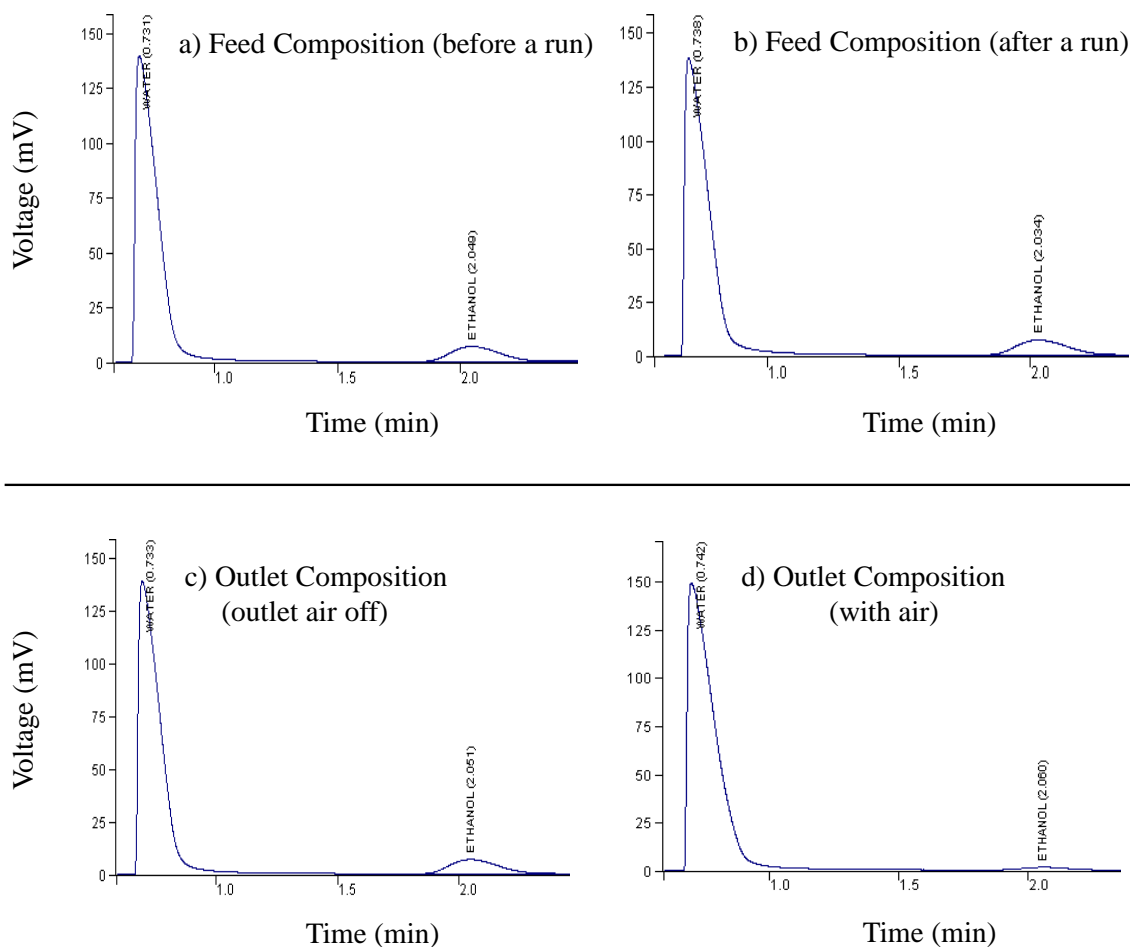 a) Feed Composition (before a run)
Voltage (mV)
150
125
100
75
50
25
0
WATER (0.731)
ETHANOL (2.049)
1.0
1.5
2.0
Time (min)
b) Feed Composition (after a run)
150
125
100
75
50
25
0
WATER (0.738)
ETHANOL (2.034)
1.0
1.5
2.0
Time (min)
c) Outlet Composition
(outlet air off)
Voltage (mV)
150
125
100
75
50
25
0
WATER (0.733)
ETHANOL (2.051)
1.0
1.5
2.0
Time (min)
d) Outlet Composition
(with air)
150
125
100
75
50
25
0
WATER (0.742)
ETHANOL (2.060)
1.0
1.5
2.0
Time (min)